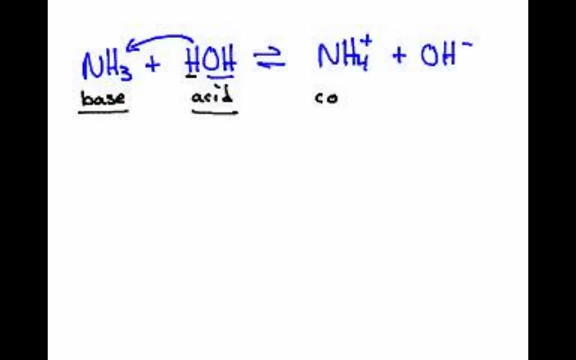 NH₃ + HOH ⇌ NH₄⁺ + OH⁻
base acid co